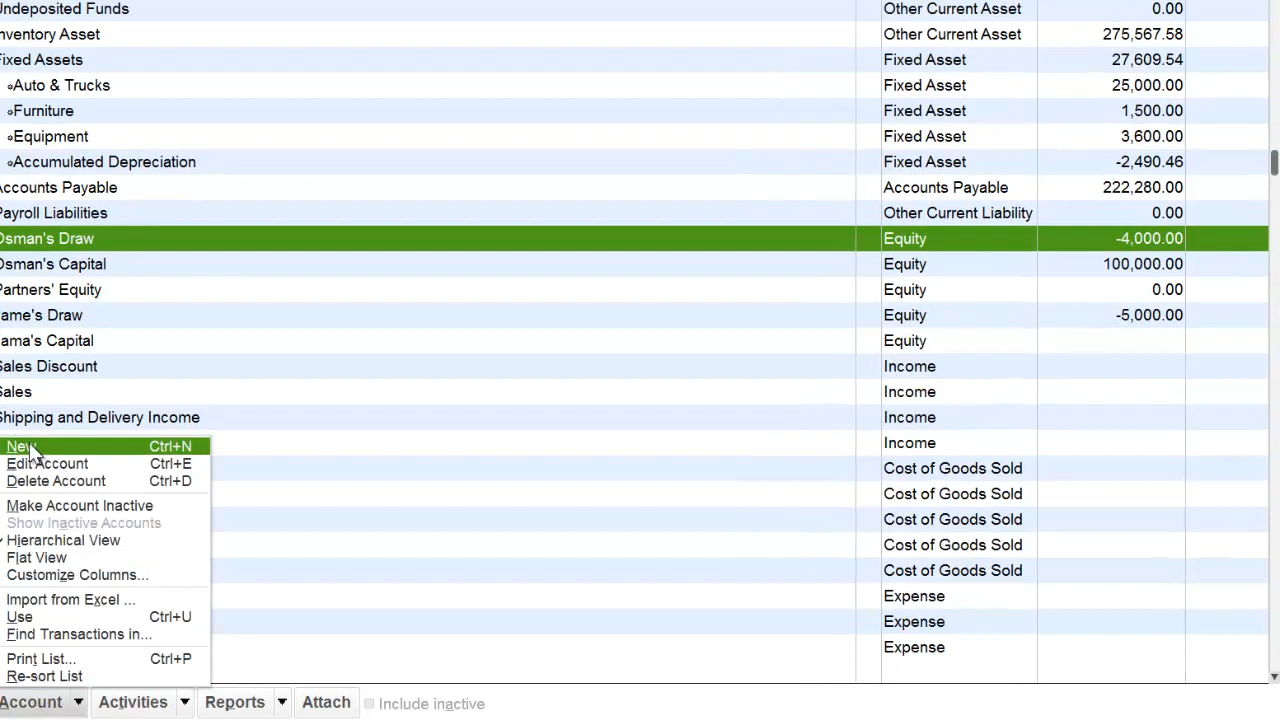 Undeposited Funds Other Current Asset 0.00
nventory Asset Other Current Asset 275,567.58
Fixed Assets Fixed Asset 27,609.54
Auto & Trucks Fixed Asset 25,000.00
Furniture Fixed Asset 1,500.00
Equipment Fixed Asset 3,600.00
Accumulated Depreciation Fixed Asset -2,490.46
Accounts Payable Accounts Payable 222,280.00
Payroll Liabilities Other Current Liability 0.00
Osman's Draw Equity -4,000.00
Osman's Capital Equity 100,000.00
Partners' Equity Equity 0.00
ame's Draw Equity -5,000.00
ama's Capital Equity
Sales Discount Income
Sales Income
Shipping and Delivery Income Income
Income
Cost of Goods Sold
Cost of Goods Sold
Cost of Goods Sold
Cost of Goods Sold
Cost of Goods Sold
Expense
Expense
Expense
New Ctrl+N
Edit Account Ctrl+E
Delete Account Ctrl+D
Make Account Inactive
Show Inactive Accounts
Hierarchical View
Flat View
Customize Columns...
Import from Excel ...
Use Ctrl+U
Find Transactions in...
Print List... Ctrl+P
Re-sort List
Account Activities Reports Attach Include inactive